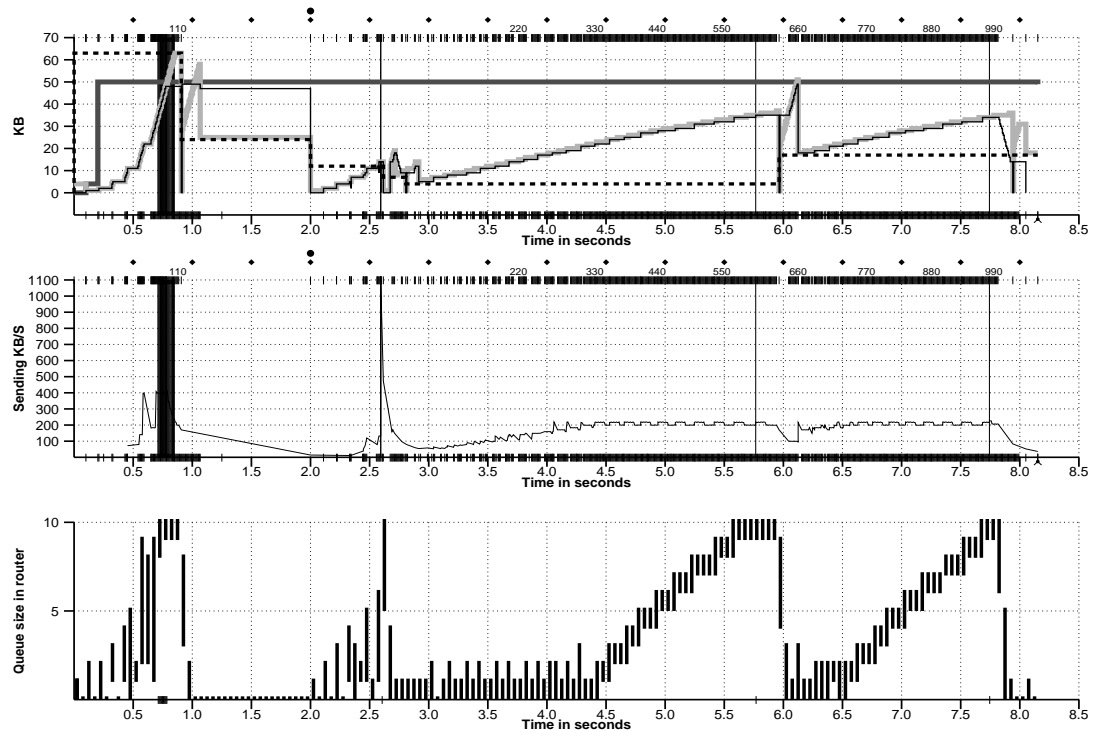 110 220 330 440 550 660 770 880 990
70
60
50
40
30
20
10
0
KB
0.5 1.0 1.5 2.0 2.5 3.0 3.5 4.0 4.5 5.0 5.5 6.0 6.5 7.0 7.5 8.0 8.5
Time in seconds
110 220 330 440 550 660 770 880 990
1100
1000
900
800
700
600
500
400
300
200
100
Sending KB/S
0.5 1.0 1.5 2.0 2.5 3.0 3.5 4.0 4.5 5.0 5.5 6.0 6.5 7.0 7.5 8.0 8.5
Time in seconds
10
5
Queue size in router
0.5 1.0 1.5 2.0 2.5 3.0 3.5 4.0 4.5 5.0 5.5 6.0 6.5 7.0 7.5 8.0 8.5
Time in seconds